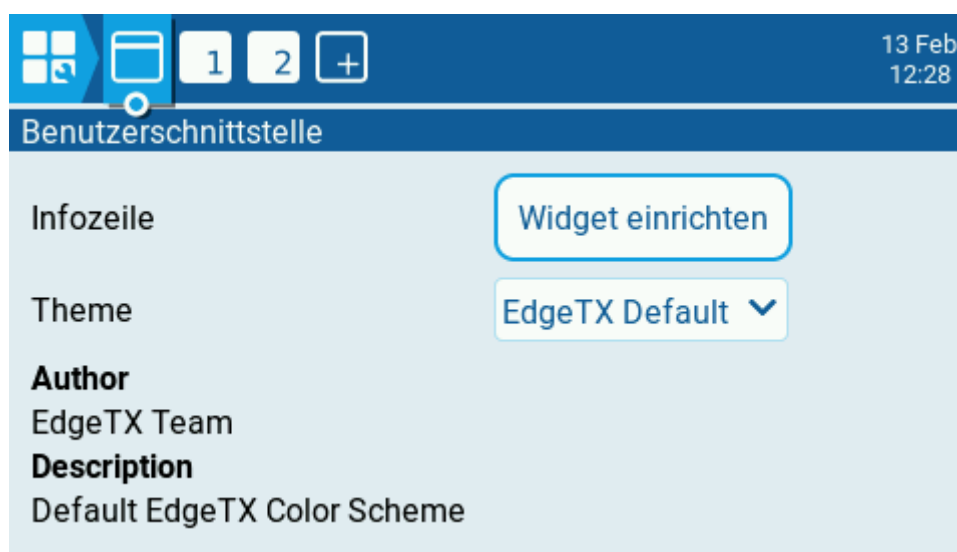 1 2 +
13 Feb
12:28
Benutzerschnittstelle
Infozeile Widget einrichten
Theme EdgeTX Default
Author
EdgeTX Team
Description
Default EdgeTX Color Scheme